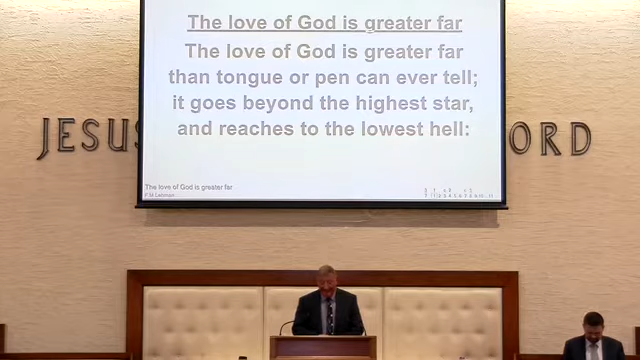 The love of God is greater far
The love of God is greater far
than tongue or pen can ever tell;
it goes beyond the highest star,
and reaches to the lowest hell:
JESUS
ORD
The love of God is greater far
F M Lehman